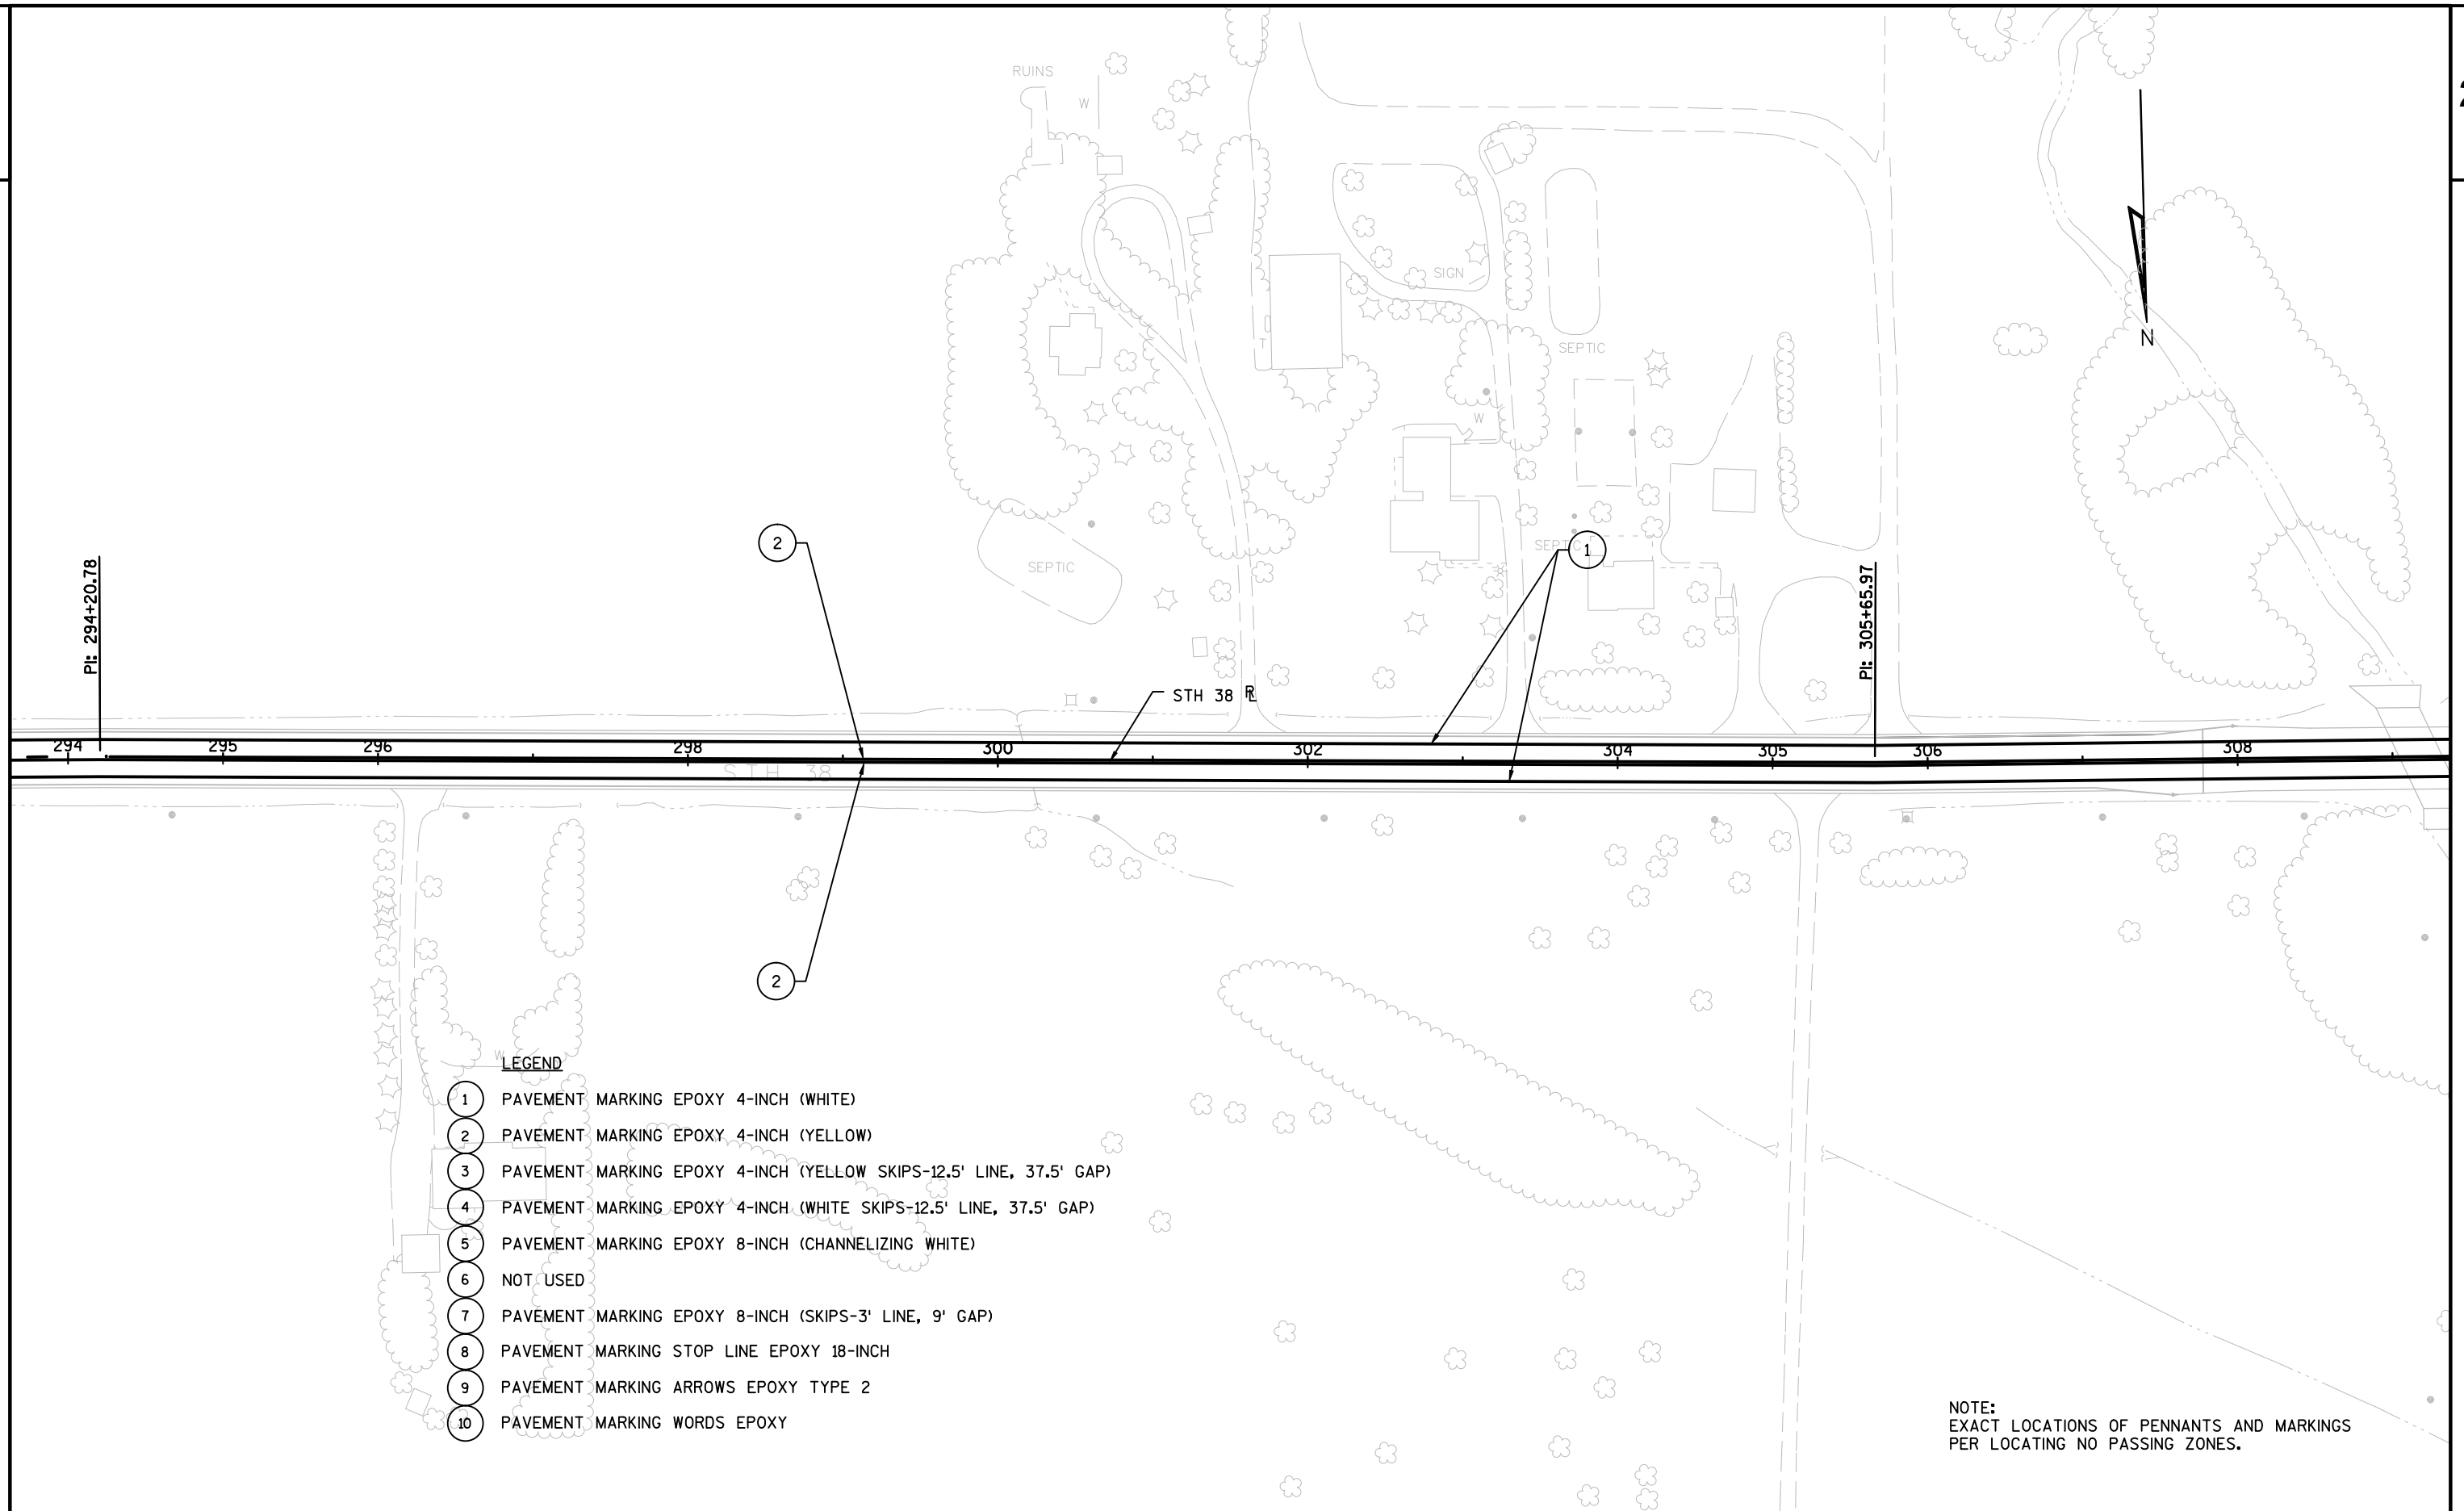 RUINS
W
SIGN
T
SEPTIC
W
SEPTIC
SEPTIC
N
2
1
PI: 294+20.78
PI: 305+65.97
STH 38 R/L
294 295 296 298 300 302 304 305 306 308
STH 38
2
W
LEGEND
1 PAVEMENT MARKING EPOXY 4-INCH (WHITE)
2 PAVEMENT MARKING EPOXY 4-INCH (YELLOW)
3 PAVEMENT MARKING EPOXY 4-INCH (YELLOW SKIPS-12.5' LINE, 37.5' GAP)
4 PAVEMENT MARKING EPOXY 4-INCH (WHITE SKIPS-12.5' LINE, 37.5' GAP)
5 PAVEMENT MARKING EPOXY 8-INCH (CHANNELIZING WHITE)
6 NOT USED
7 PAVEMENT MARKING EPOXY 8-INCH (SKIPS-3' LINE, 9' GAP)
8 PAVEMENT MARKING STOP LINE EPOXY 18-INCH
9 PAVEMENT MARKING ARROWS EPOXY TYPE 2
10 PAVEMENT MARKING WORDS EPOXY
NOTE:
EXACT LOCATIONS OF PENNANTS AND MARKINGS
PER LOCATING NO PASSING ZONES.